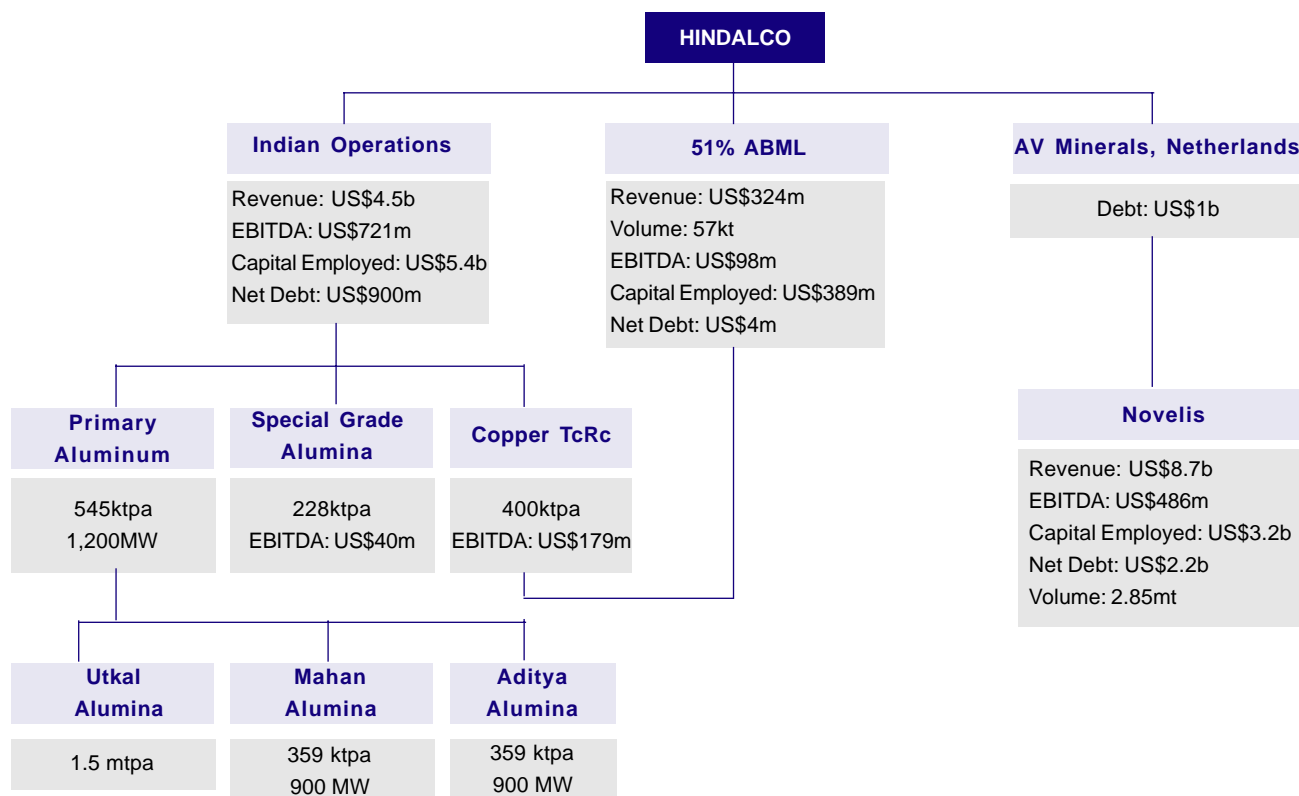 HINDALCO
Indian Operations
Revenue: US$4.5b
EBITDA: US$721m
Capital Employed: US$5.4b
Net Debt: US$900m
51% ABML
Revenue: US$324m
Volume: 57kt
EBITDA: US$98m
Capital Employed: US$389m
Net Debt: US$4m
AV Minerals, Netherlands
Debt: US$1b
Primary
Aluminum
545ktpa
1,200MW
Special Grade
Alumina
228ktpa
EBITDA: US$40m
Copper TcRc
400ktpa
EBITDA: US$179m
Novelis
Revenue: US$8.7b
EBITDA: US$486m
Capital Employed: US$3.2b
Net Debt: US$2.2b
Volume: 2.85mt
Utkal
Alumina
1.5 mtpa
Mahan
Alumina
359 ktpa
900 MW
Aditya
Alumina
359 ktpa
900 MW